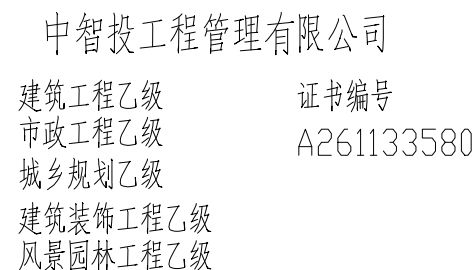 中智投工程管理有限公司
建筑工程乙级
市政工程乙级
城乡规划乙级
建筑装饰工程乙级
风景园林工程乙级
证书编号
A261133580